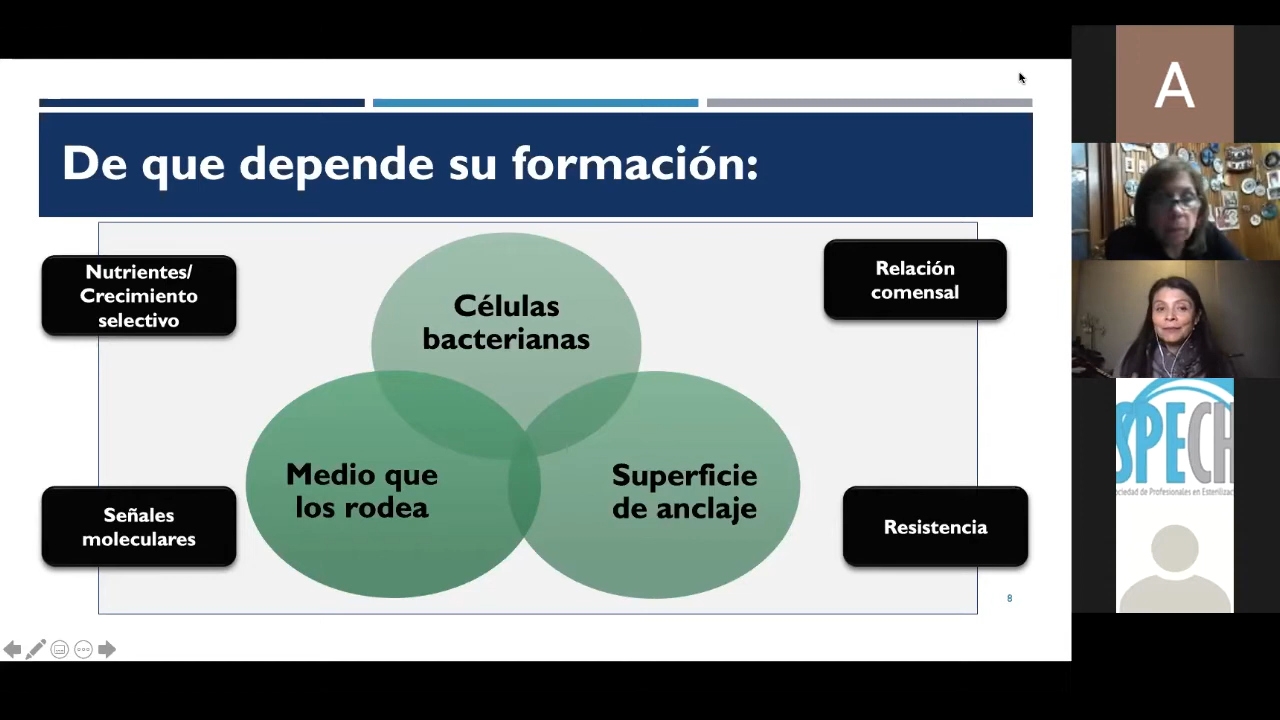 De que depende su formación:
Nutrientes/
Crecimiento
selectivo
Células
bacterianas
Relación
comensal
Medio que
los rodea
Superficie
de anclaje
Señales
moleculares
Resistencia
8
A
SPECH